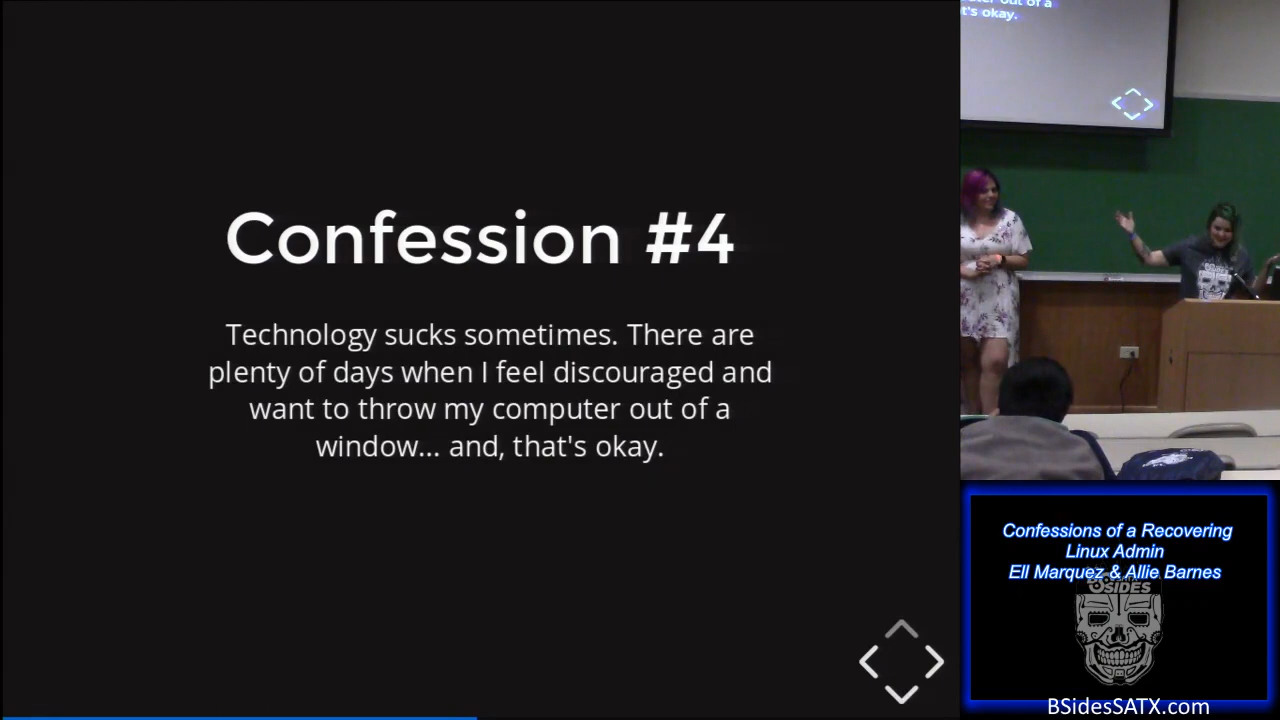 Confession #4
Technology sucks sometimes. There are
plenty of days when I feel discouraged and
want to throw my computer out of a
window... and, that's okay.
out of a
t's okay.
BSIDES
Confessions of a Recovering
Linux Admin
Ell Marquez & Allie Barnes
BSIDES
BSidesSATX.com